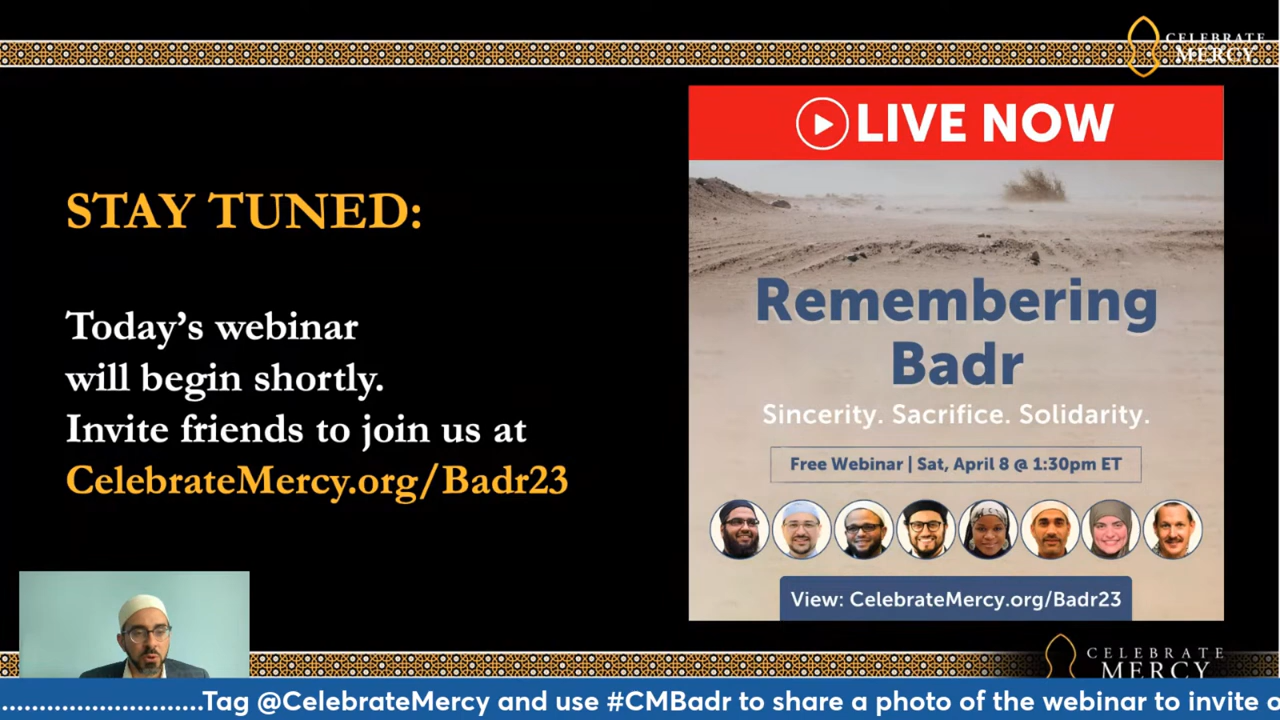 CELEBRATE
MERCY
LIVE NOW
STAY TUNED:
Today's webinar
will begin shortly.
Invite friends to join us at
CelebrateMercy.org/Badr23
Remembering
Badr
Sincerity. Sacrifice. Solidarity.
Free Webinar | Sat, April 8 @ 1:30pm ET
View: CelebrateMercy.org/Badr23
CELEBRATE
MERCY
...........................Tag @CelebrateMercy and use #CMBadr to share a photo of the webinar to invite